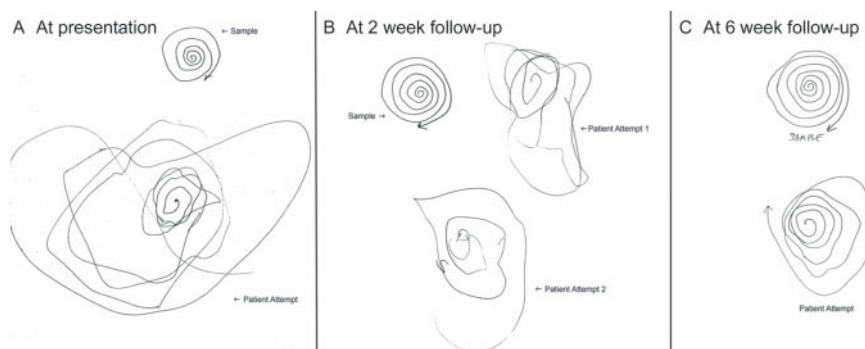 A At presentation
← Sample
← Patient Attempt
B At 2 week follow-up
Sample →
← Patient Attempt 1
← Patient Attempt 2
C At 6 week follow-up
SAMPLE
Patient Attempt